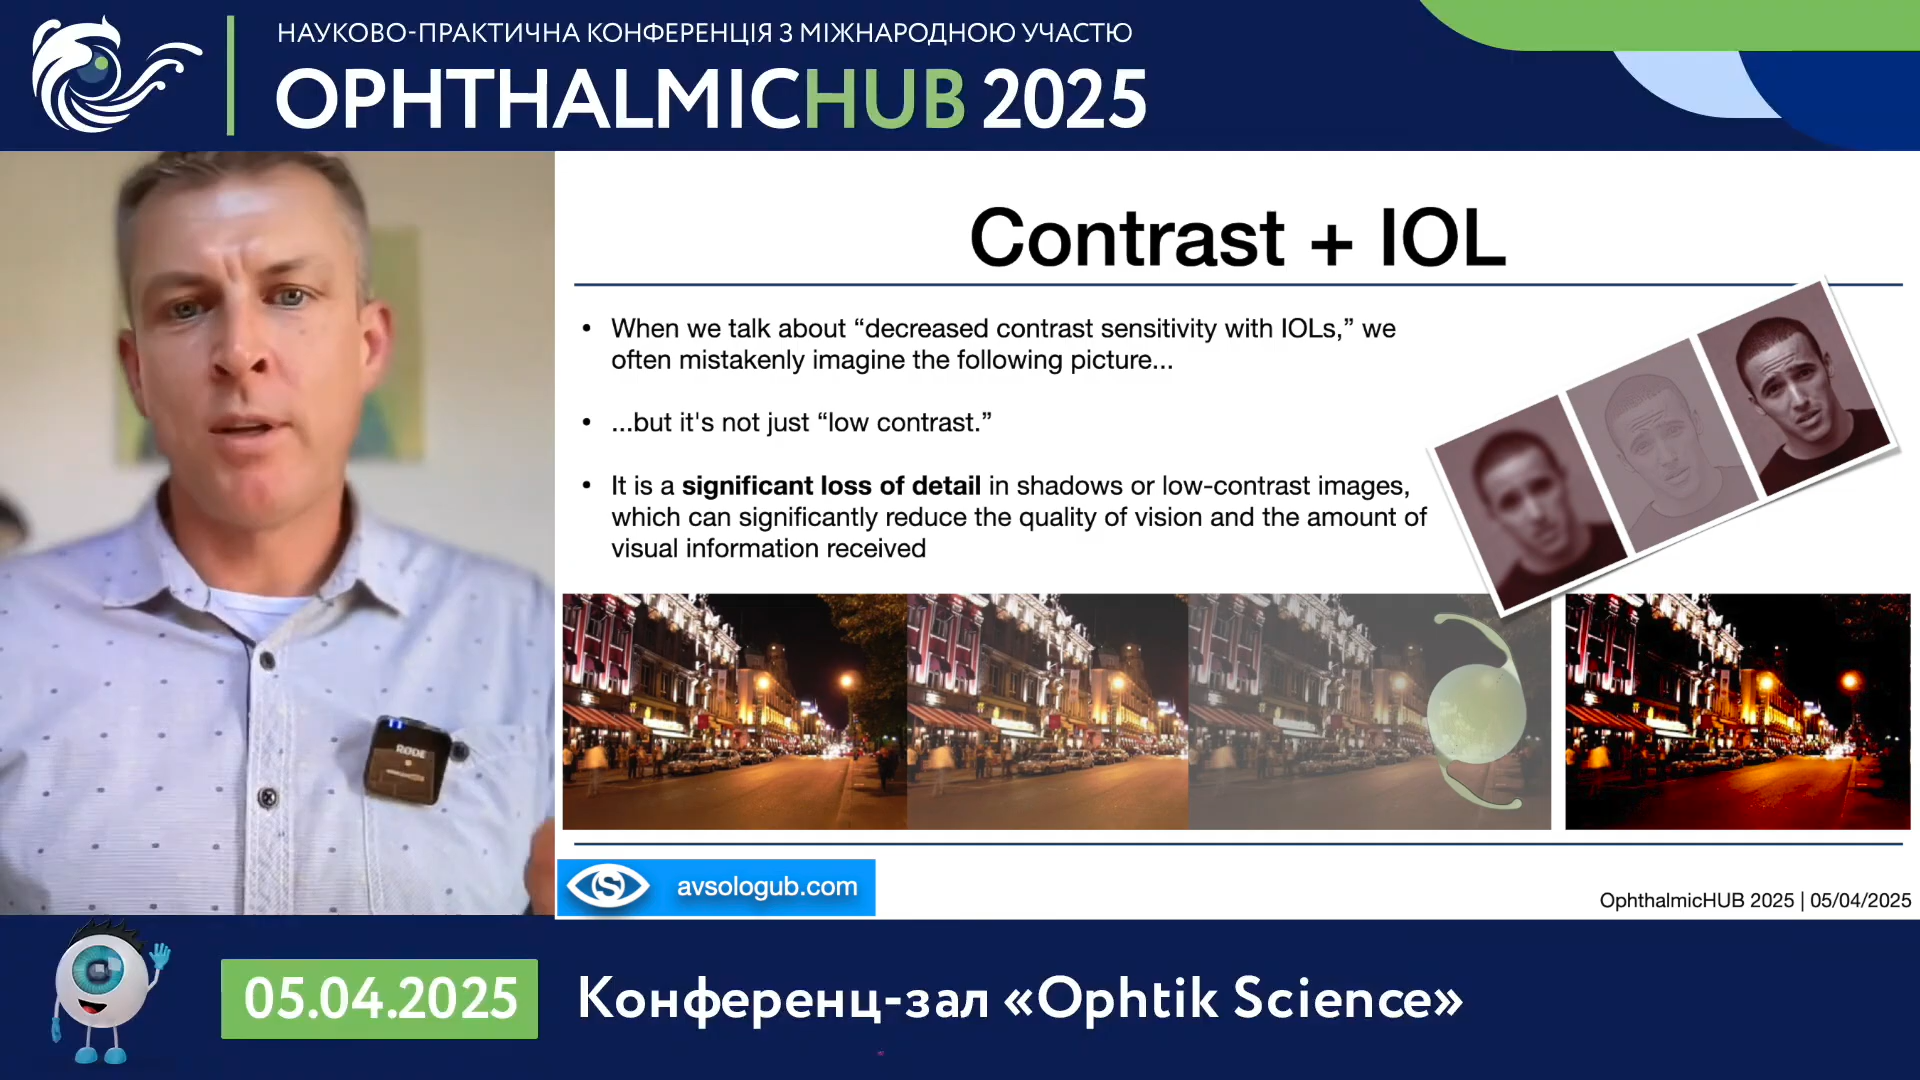 НАУКОВО-ПРАКТИЧНА КОНФЕРЕНЦІЯ З МІЖНАРОДНОЮ УЧАСТЮ
OPHTHALMICHUB 2025
Contrast + IOL
• When we talk about “decreased contrast sensitivity with IOLs,” we
often mistakenly imagine the following picture...
• ...but it's not just “low contrast.”
• It is a significant loss of detail in shadows or low-contrast images,
which can significantly reduce the quality of vision and the amount of
visual information received
RØDE
avsologub.com
OphthalmicHUB 2025 | 05/04/2025
05.04.2025
Конференц-зал «Ophtik Science»